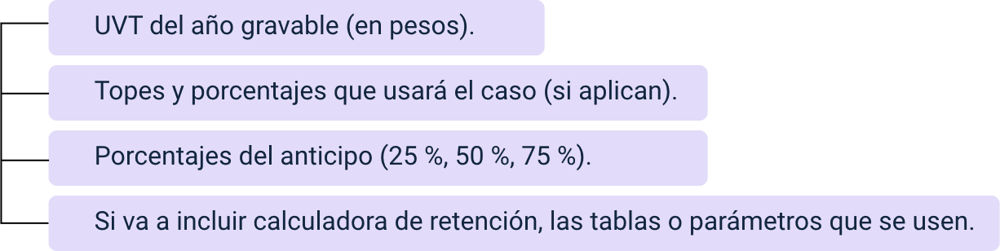 UVT del año gravable (en pesos).
Topes y porcentajes que usará el caso (si aplican).
Porcentajes del anticipo (25 %, 50 %, 75 %).
Si va a incluir calculadora de retención, las tablas o parámetros que se usen.